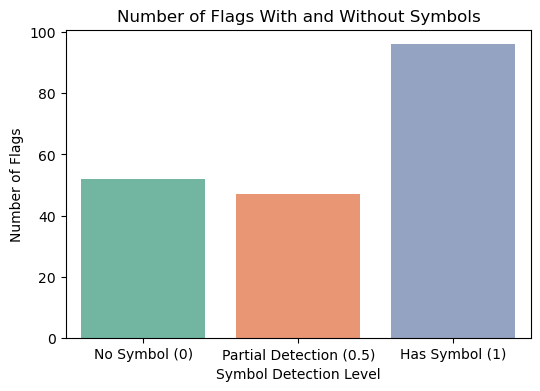 Number of Flags With and Without Symbols
Number of Flags
100
80
60
40
20
0
No Symbol (0) Partial Detection (0.5) Has Symbol (1)
Symbol Detection Level